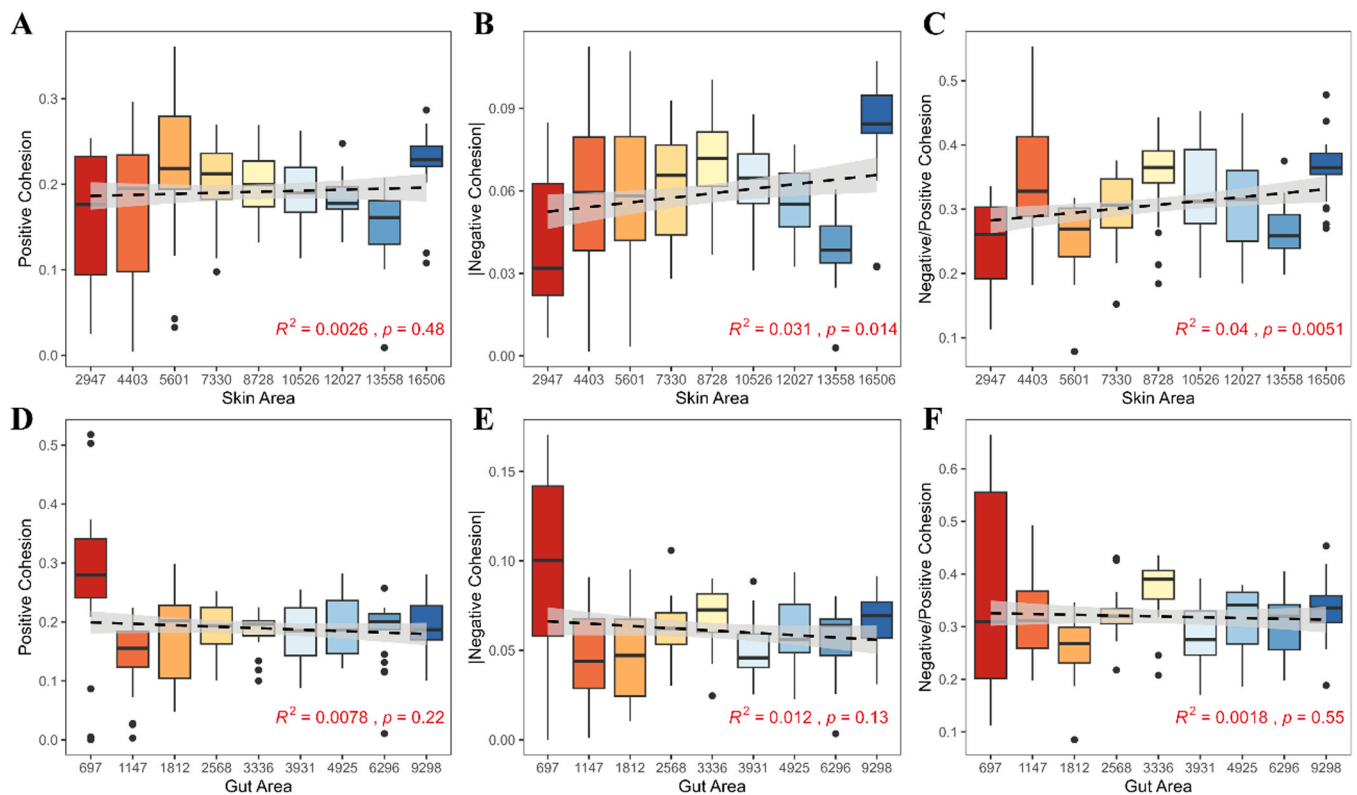 A
Positive Cohesion
0.3
0.2
0.1
0.0
R² = 0.0026 , p = 0.48
2947 4403 5601 7330 8728 10526 12027 13558 16506
Skin Area
B
|Negative Cohesion|
0.09
0.06
0.03
0.00
R² = 0.031 , p = 0.014
2947 4403 5601 7330 8728 10526 12027 13558 16506
Skin Area
C
Negative/Positive Cohesion
0.5
0.4
0.3
0.2
0.1
R² = 0.04 , p = 0.0051
2947 4403 5601 7330 8728 10526 12027 13558 16506
Skin Area
D
Positive Cohesion
0.5
0.4
0.3
0.2
0.1
0.0
R² = 0.0078 , p = 0.22
697 1147 1812 2568 3336 3931 4925 6296 9298
Gut Area
E
|Negative Cohesion|
0.15
0.10
0.05
0.00
R² = 0.012 , p = 0.13
697 1147 1812 2568 3336 3931 4925 6296 9298
Gut Area
F
Negative/Positive Cohesion
0.6
0.5
0.4
0.3
0.2
0.1
R² = 0.0018 , p = 0.55
697 1147 1812 2568 3336 3931 4925 6296 9298
Gut Area